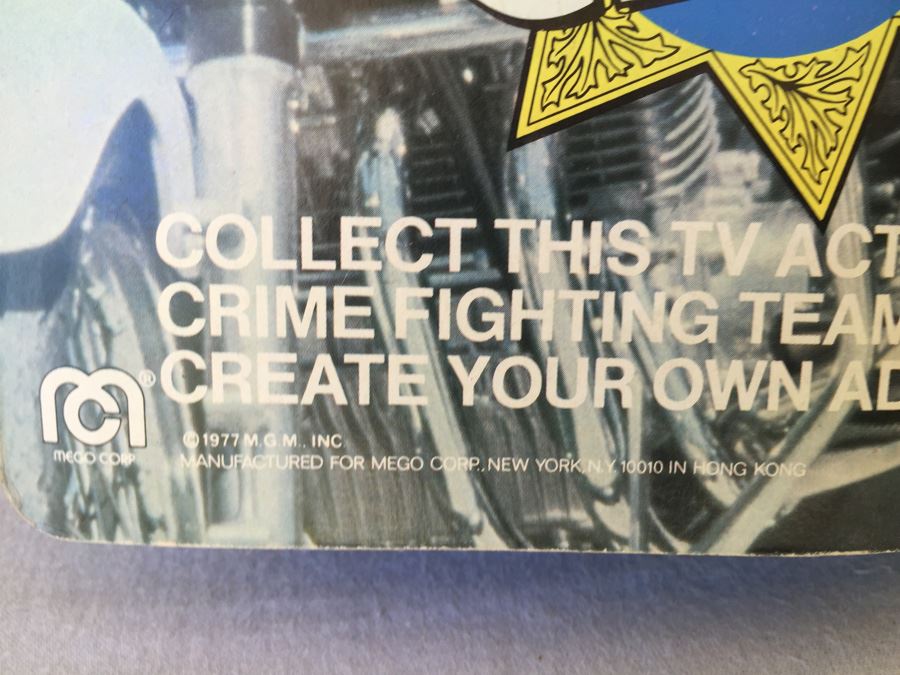 COLLECT THIS TV ACT
CRIME FIGHTING TEAM
CREATE YOUR OWN AD
®
MEGO CORP.
©1977 M.G.M., INC
MANUFACTURED FOR MEGO CORP., NEW YORK, N.Y. 10010 IN HONG KONG